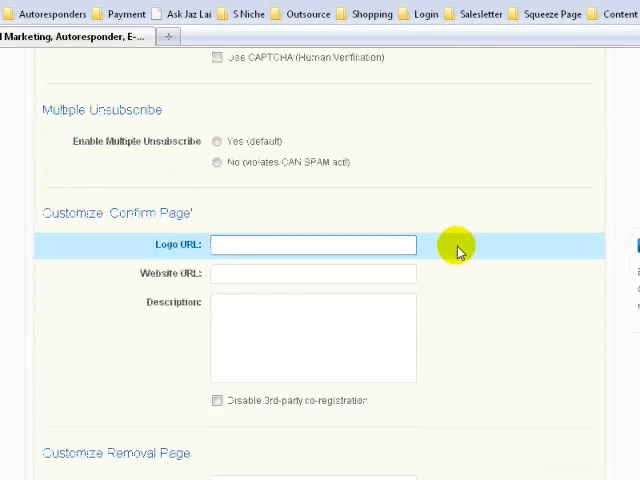 Autoresponders Payment Ask Jaz Lai S Niche Outsource Shopping Login Salesletter Squeeze Page Content
l Marketing, Autoresponder, E-...
Use CAPTCHA (Human Verification)
Multiple Unsubscribe
Enable Multiple Unsubscribe Yes (default)
No (violates CAN SPAM act!)
Customize 'Confirm Page'
Logo URL:
Website URL:
Description:
Disable 3rd-party co-registration
Customize Removal Page